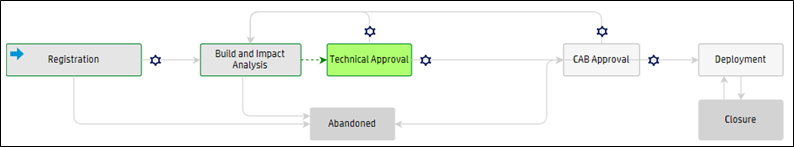 Registration
Build and Impact
Analysis
Technical Approval
CAB Approval
Deployment
Abandoned
Closure